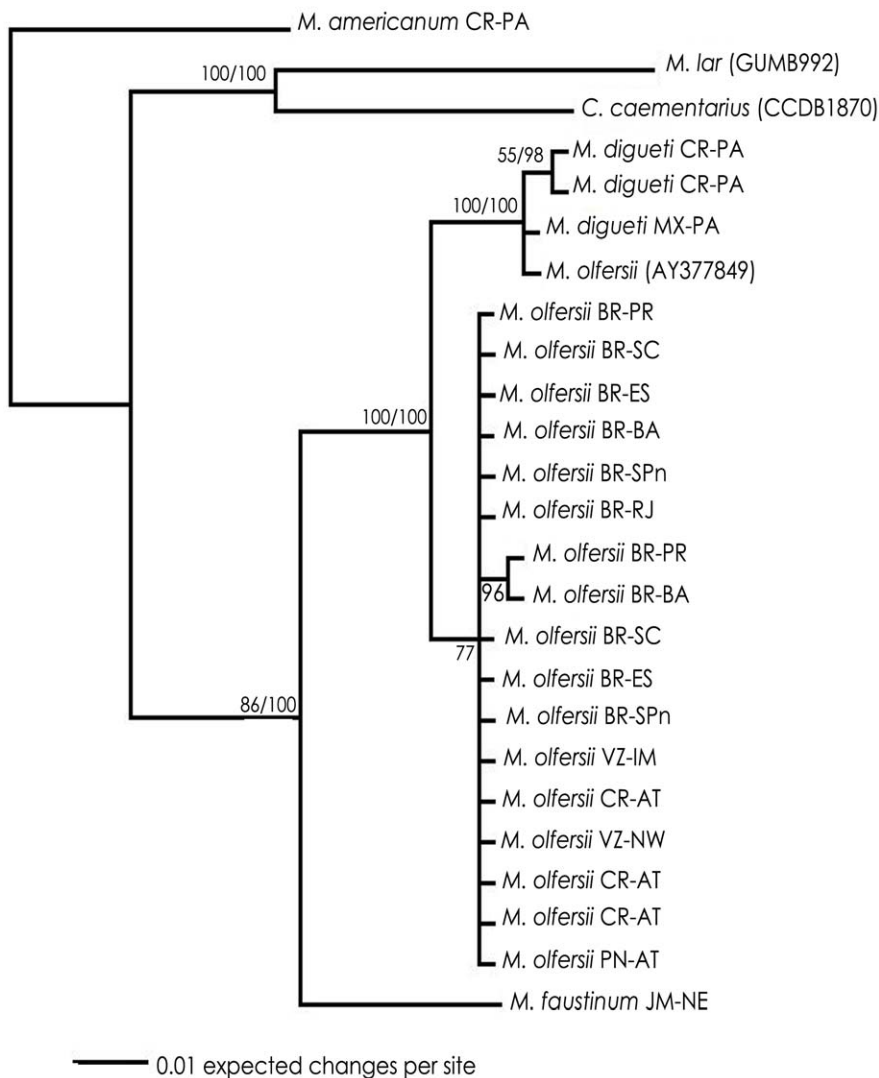 M. americanum CR-PA
100/100
M. lar (GUMB992)
C. caementarius (CCDB1870)
55/98
M. digueti CR-PA
M. digueti CR-PA
100/100
M. digueti MX-PA
M. olfersii (AY377849)
M. olfersii BR-PR
M. olfersii BR-SC
M. olfersii BR-ES
100/100
M. olfersii BR-BA
M. olfersii BR-SPn
M. olfersii BR-RJ
M. olfersii BR-PR
96
M. olfersii BR-BA
M. olfersii BR-SC
77
M. olfersii BR-ES
86/100
M. olfersii BR-SPn
M. olfersii VZ-IM
M. olfersii CR-AT
M. olfersii VZ-NW
M. olfersii CR-AT
M. olfersii CR-AT
M. olfersii PN-AT
M. faustinum JM-NE
0.01 expected changes per site